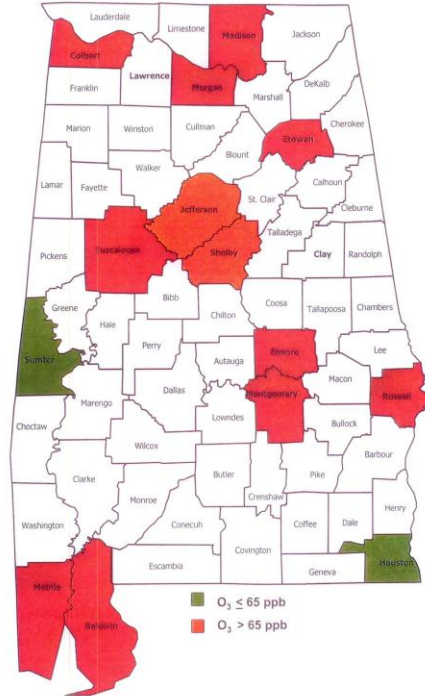 Lauderdale
Limestone
Madison
Jackson
Colbert
Lawrence
Morgan
Franklin
Marshall
DeKalb
Marion
Winston
Cullman
Etowah
Cherokee
Blount
Walker
Calhoun
Lamar
Fayette
Jefferson
St. Clair
Cleburne
Talladega
Tuscaloosa
Shelby
Clay
Randolph
Pickens
Bibb
Greene
Hale
Chilton
Coosa
Tallapoosa
Chambers
Perry
Sumter
Autauga
Elmore
Lee
Macon
Dallas
Montgomery
Russell
Marengo
Lowndes
Choctaw
Bullock
Wilcox
Barbour
Clarke
Butler
Pike
Monroe
Crenshaw
Henry
Washington
Conecuh
Coffee
Dale
Covington
Escambia
Geneva
Houston
Mobile
Baldwin
O₃ ≤ 65 ppb
O₃ > 65 ppb